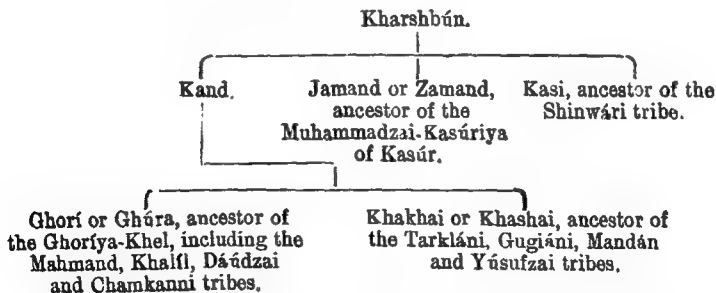 Kharshbún.
Kand.
Jamand or Zamand,
ancestor of the
Muhammadzai-Kasúriya
of Kasúr.
Kasi, ancestor of the
Shinwári tribe.
Ghorí or Ghúra, ancestor of
the Ghoríya-Khel, including the
Mahmand, Khalíl, Dáúdzai
and Chamkanni tribes.
Khakhai or Khashai, ancestor of
the Tarkláni, Gugiáni, Mandán
and Yúsufzai tribes.